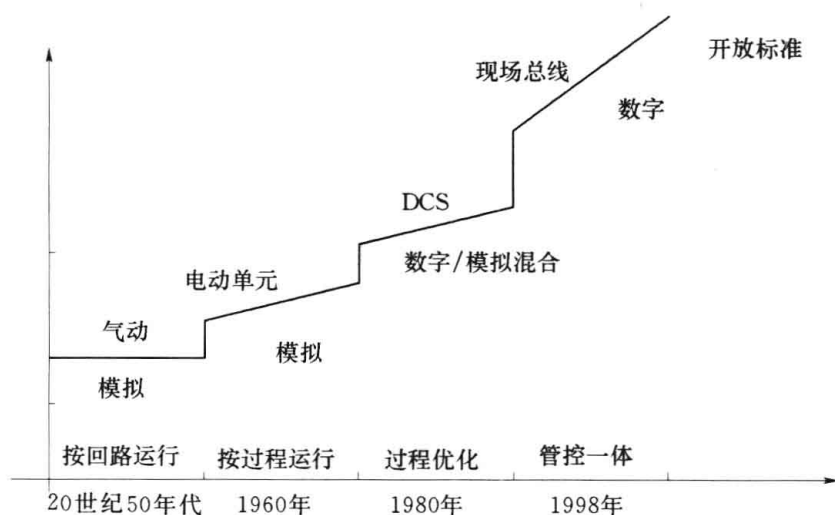 现场总线
开放标准
数字
DCS
数字/模拟混合
电动单元
模拟
气动
模拟
按回路运行 按过程运行 过程优化 管控一体
20世纪50年代 1960年 1980年 1998年